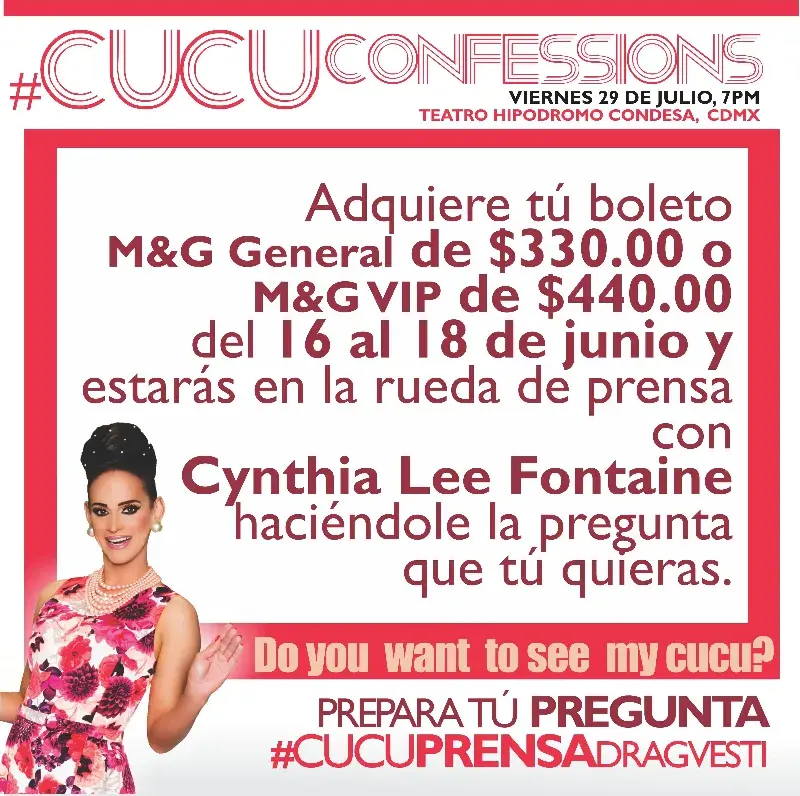 #CUCUCONFESSIONS
VIERNES 29 DE JULIO, 7PM
TEATRO HIPODROMO CONDESA, CDMX
Adquiere tú boleto
M&G General de $330.00 o
M&G VIP de $440.00
del 16 al 18 de junio y
estarás en la rueda de prensa
con
Cynthia Lee Fontaine
haciéndole la pregunta
que tú quieras.
Do you want to see my cucu?
PREPARA TÚ PREGUNTA
#CUCUPRENSADRAGVESTI